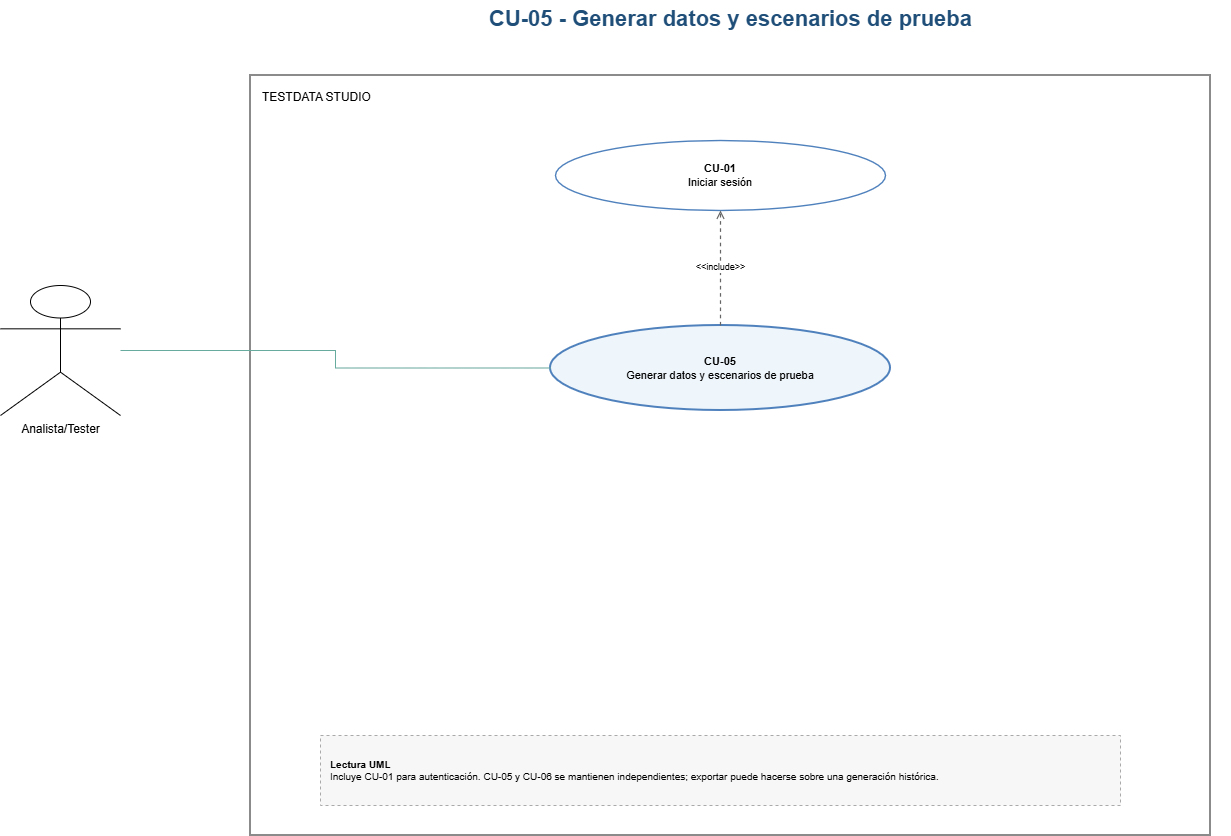 CU-05 - Generar datos y escenarios de prueba
TESTDATA STUDIO
CU-01
Iniciar sesión
<<include>>
CU-05
Generar datos y escenarios de prueba
Analista/Tester
Lectura UML
Incluye CU-01 para autenticación. CU-05 y CU-06 se mantienen independientes; exportar puede hacerse sobre una generación histórica.